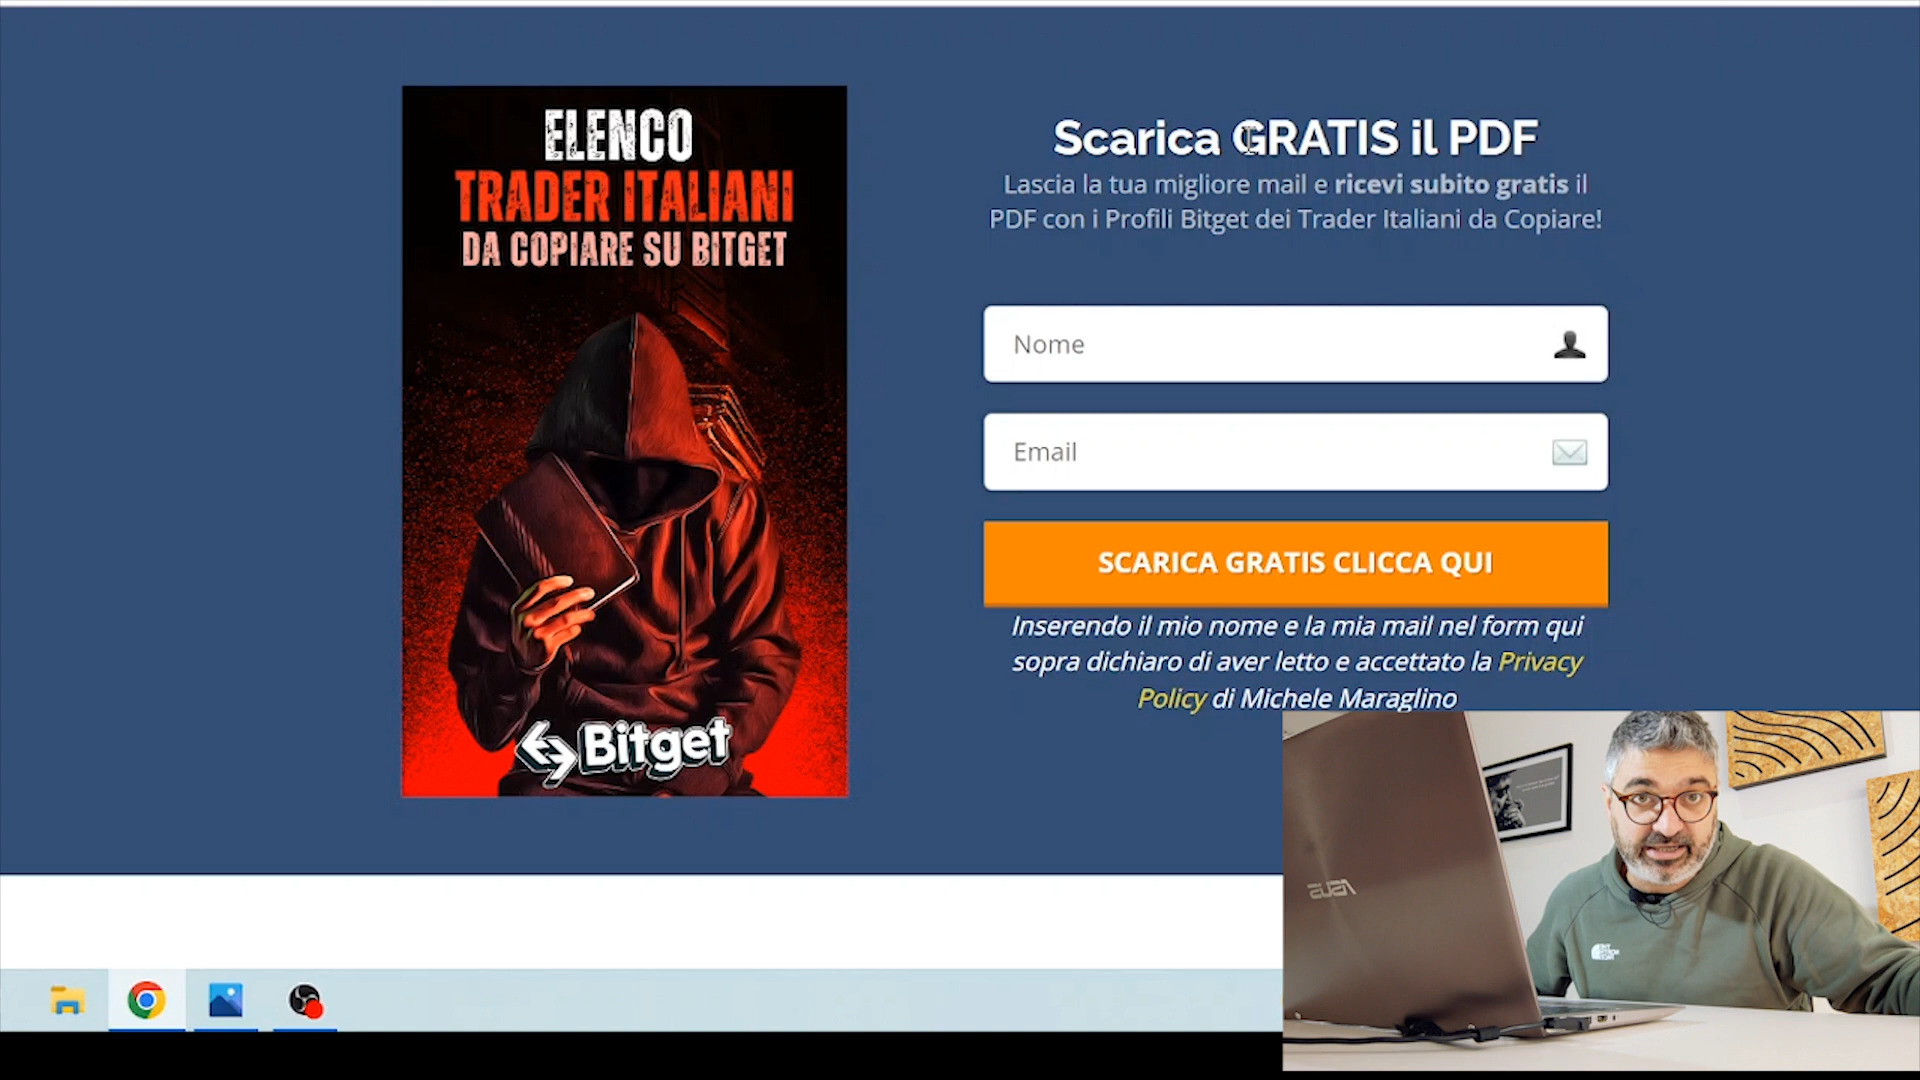 ELENCO
TRADER ITALIANI
DA COPIARE SU BITGET
Bitget
Scarica GRATIS il PDF
Lascia la tua migliore mail e ricevi subito gratis il
PDF con i Profili Bitget dei Trader Italiani da Copiare!
Nome
Email
SCARICA GRATIS CLICCA QUI
Inserendo il mio nome e la mia mail nel form qui
sopra dichiaro di aver letto e accettato la Privacy
Policy di Michele Maraglino
ASUS